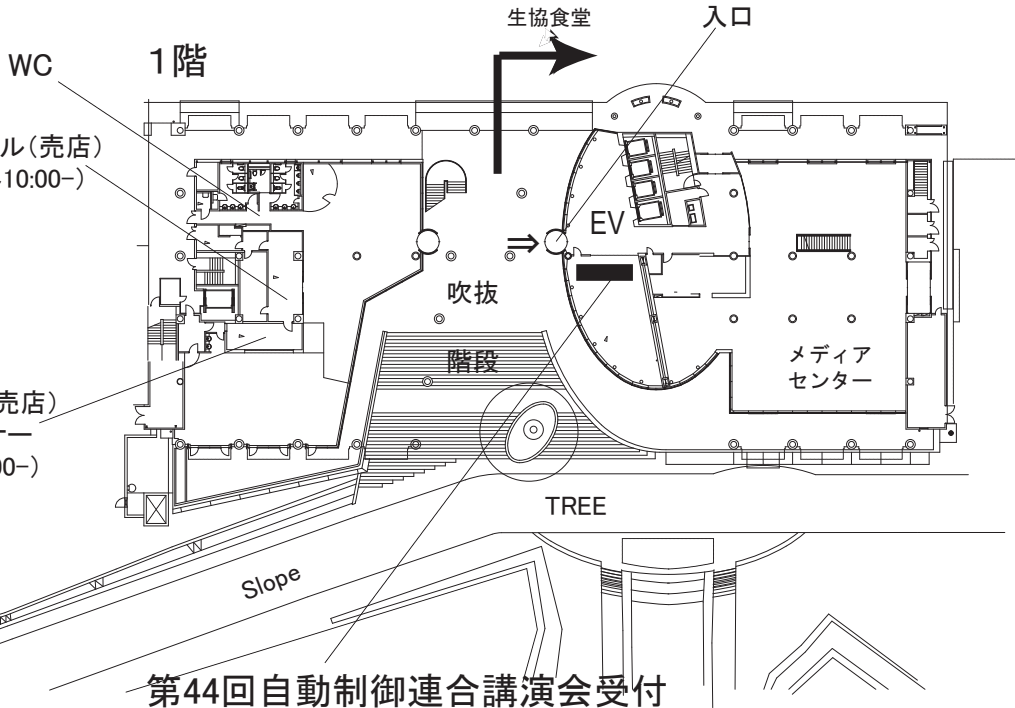 生協食堂
入口
1階
WC
ル(売店)
10:00-)
EV
⇒
吹抜
階段
メディア
センター
売店)
ナー
00-)
TREE
Slope
第44回自動制御連合講演会受付